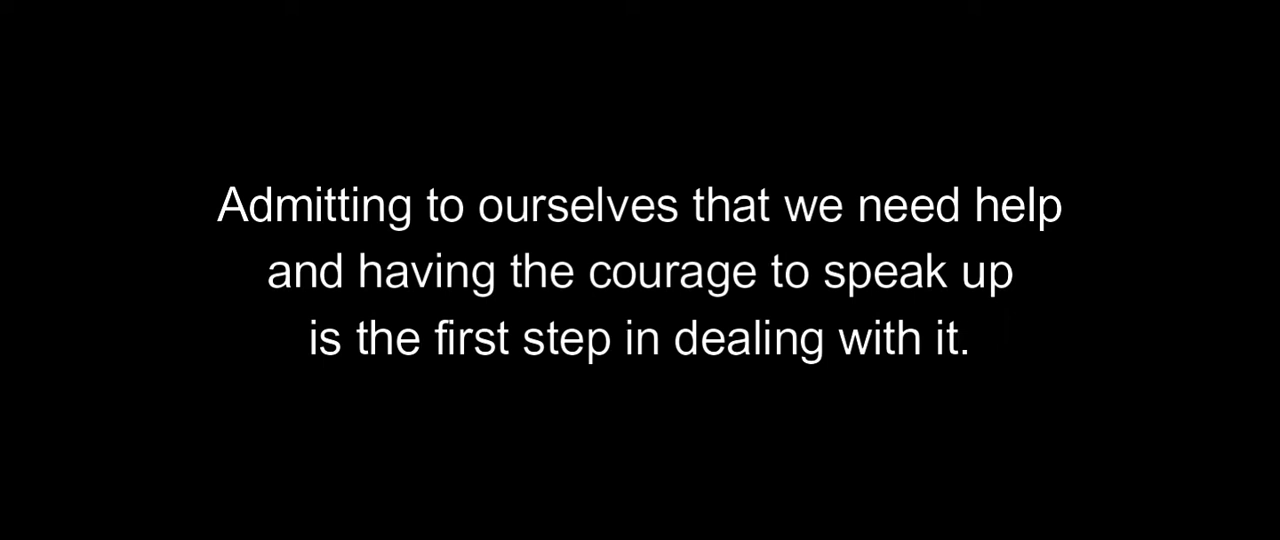 Admitting to ourselves that we need help
and having the courage to speak up
is the first step in dealing with it.